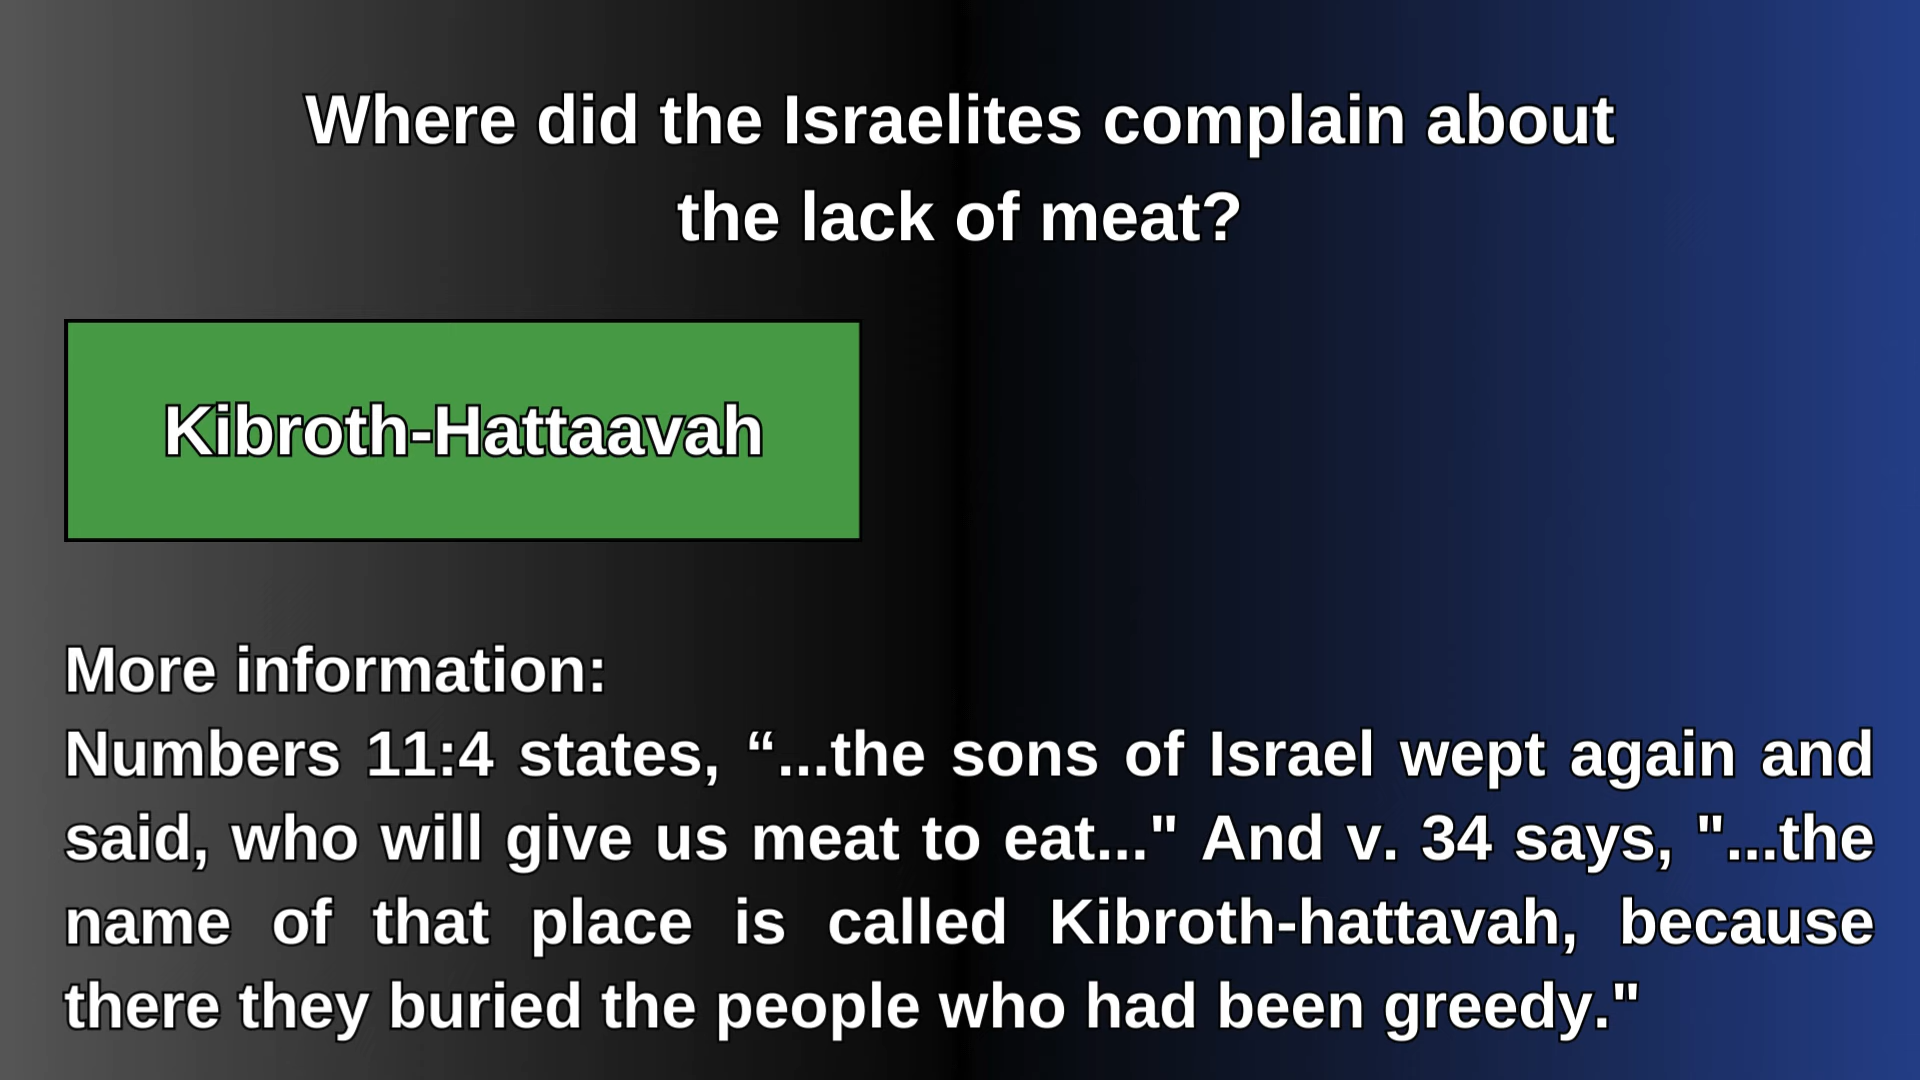 Where did the Israelites complain about
the lack of meat?
Kibroth-Hattaavah
More information:
Numbers 11:4 states, “...the sons of Israel wept again and
said, who will give us meat to eat..." And v. 34 says, "...the
name of that place is called Kibroth-hattavah, because
there they buried the people who had been greedy."